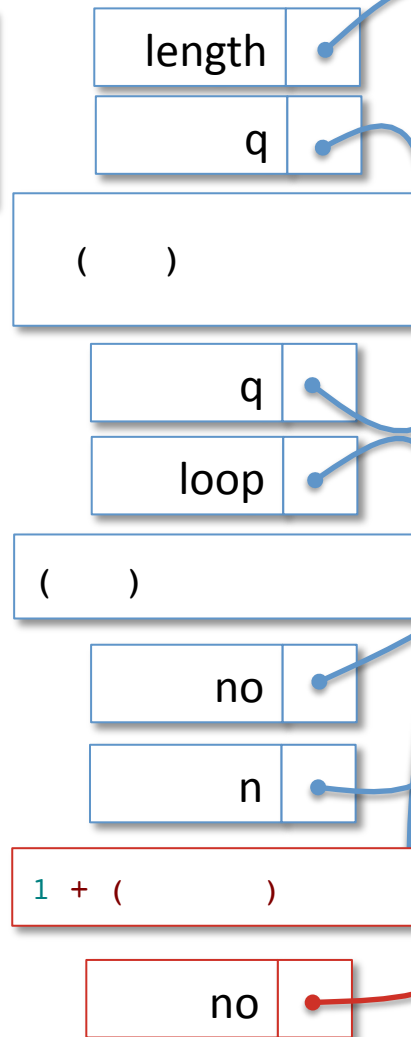 length
q
( )
q
loop
( )
no
n
1 + ( )
no